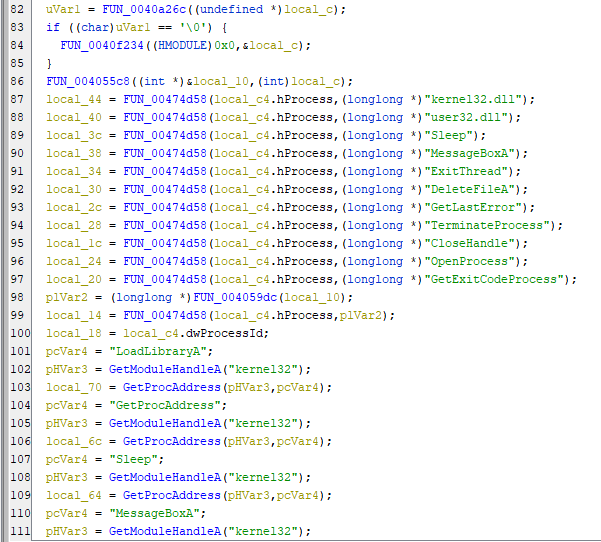 82 uVar1 = FUN_0040a26c((undefined *)local_c);
83 if ((char)uVar1 == '\0') {
84 FUN_0040f234((HMODULE)0x0,&local_c);
85 }
86 FUN_004055c8((int *)&local_10,(int)local_c);
87 local_44 = FUN_00474d58(local_c4.hProcess,(longlong *)"kernel32.dll");
88 local_40 = FUN_00474d58(local_c4.hProcess,(longlong *)"user32.dll");
89 local_3c = FUN_00474d58(local_c4.hProcess,(longlong *)"Sleep");
90 local_38 = FUN_00474d58(local_c4.hProcess,(longlong *)"MessageBoxA");
91 local_34 = FUN_00474d58(local_c4.hProcess,(longlong *)"ExitThread");
92 local_30 = FUN_00474d58(local_c4.hProcess,(longlong *)"DeleteFileA");
93 local_2c = FUN_00474d58(local_c4.hProcess,(longlong *)"GetLastError");
94 local_28 = FUN_00474d58(local_c4.hProcess,(longlong *)"TerminateProcess");
95 local_1c = FUN_00474d58(local_c4.hProcess,(longlong *)"CloseHandle");
96 local_24 = FUN_00474d58(local_c4.hProcess,(longlong *)"OpenProcess");
97 local_20 = FUN_00474d58(local_c4.hProcess,(longlong *)"GetExitCodeProcess");
98 plVar2 = (longlong *)FUN_004059dc(local_10);
99 local_14 = FUN_00474d58(local_c4.hProcess,plVar2);
100 local_18 = local_c4.dwProcessId;
101 pcVar4 = "LoadLibraryA";
102 pHVar3 = GetModuleHandleA("kernel32");
103 local_70 = GetProcAddress(pHVar3,pcVar4);
104 pcVar4 = "GetProcAddress";
105 pHVar3 = GetModuleHandleA("kernel32");
106 local_6c = GetProcAddress(pHVar3,pcVar4);
107 pcVar4 = "Sleep";
108 pHVar3 = GetModuleHandleA("kernel32");
109 local_64 = GetProcAddress(pHVar3,pcVar4);
110 pcVar4 = "MessageBoxA";
111 pHVar3 = GetModuleHandleA("kernel32");